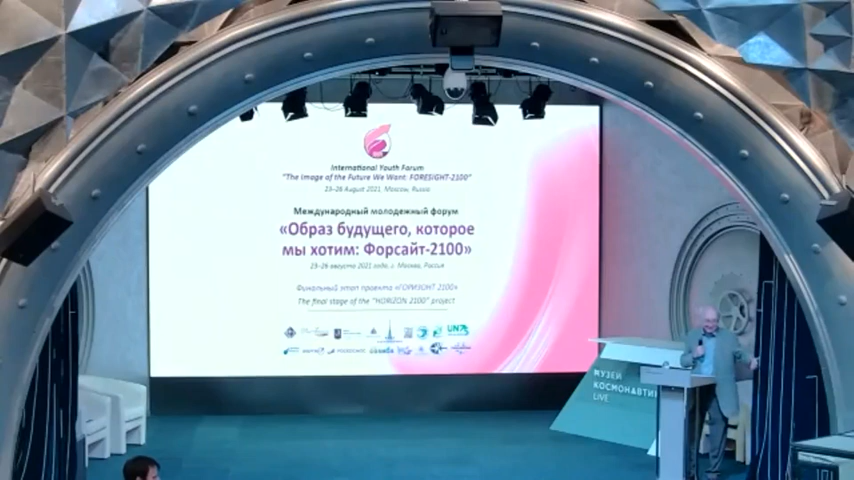 International Youth Forum
"The Image of the Future We Want: FORESIGHT-2100"
23–26 August 2021, Moscow, Russia
Международный молодежный форум
«Образ будущего, которое
мы хотим: Форсайт-2100»
23–26 августа 2021 года, г. Москва, Россия
Финальный этап проекта «ГОРИЗОНТ 2100»
The final stage of the "HORIZON 2100" project
МУЗЕЙ
КОСМОНАВТИК
LIVE